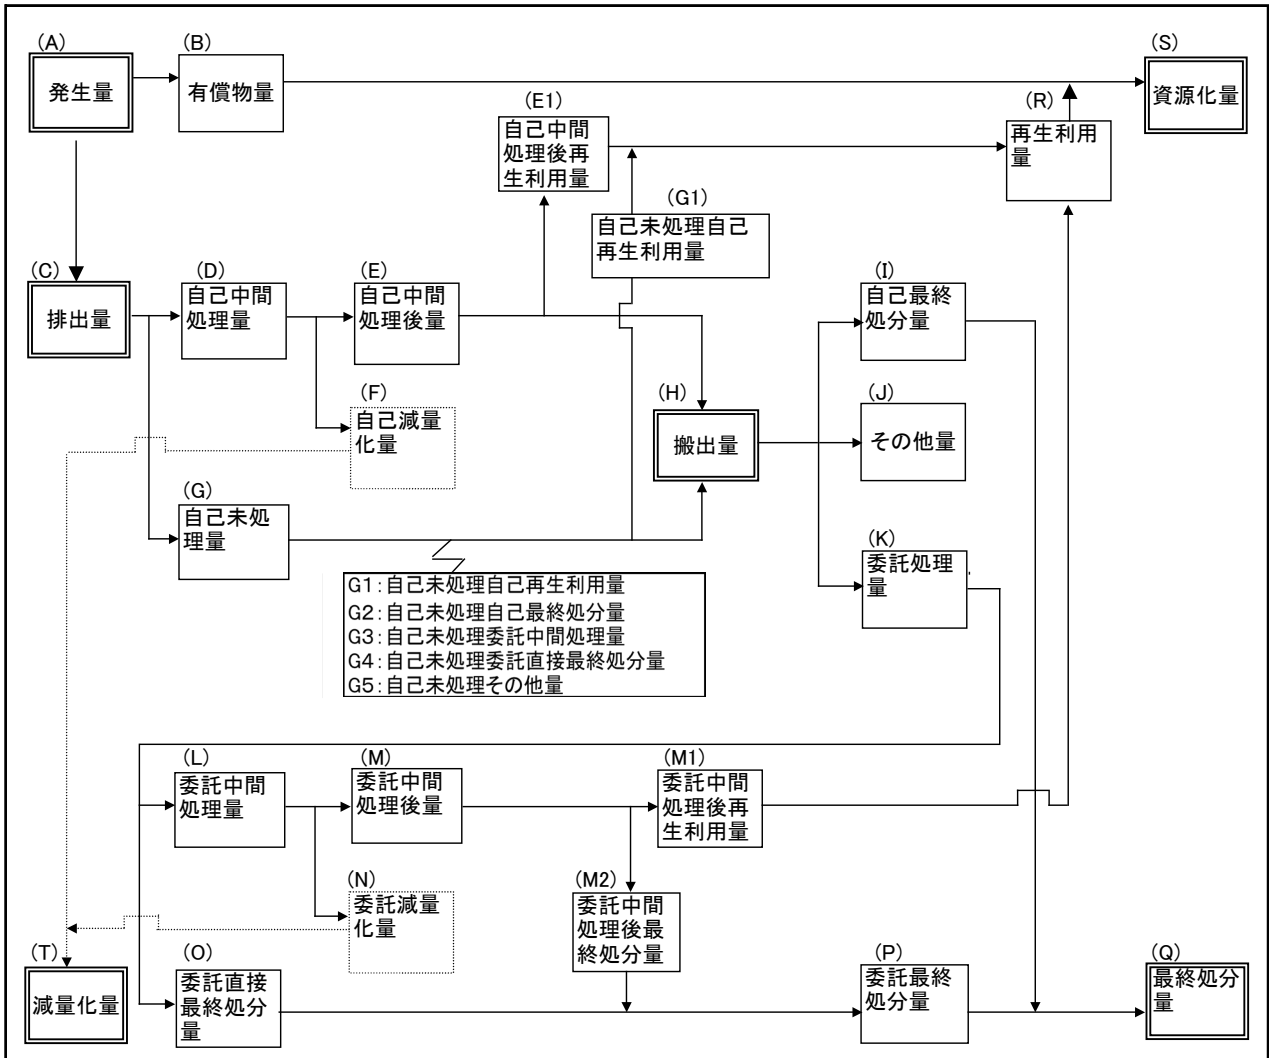 (A)
発生量
(B)
有償物量
(S)
資源化量
(E1)
自己中間
処理後再
生利用量
(R)
再生利用
量
(G1)
自己未処理自己
再生利用量
(C)
排出量
(D)
自己中間
処理量
(E)
自己中間
処理後量
(I)
自己最終
処分量
(F)
自己減量
化量
(H)
搬出量
(J)
その他量
(G)
自己未処
理量
(K)
委託処理
量
G1:自己未処理自己再生利用量
G2:自己未処理自己最終処分量
G3:自己未処理委託中間処理量
G4:自己未処理委託直接最終処分量
G5:自己未処理その他量
(L)
委託中間
処理量
(M)
委託中間
処理後量
(M1)
委託中間
処理後再
生利用量
(N)
委託減量
化量
(M2)
委託中間
処理後最
終処分量
(T)
減量化量
(O)
委託直接
最終処分
量
(P)
委託最終
処分量
(Q)
最終処分
量